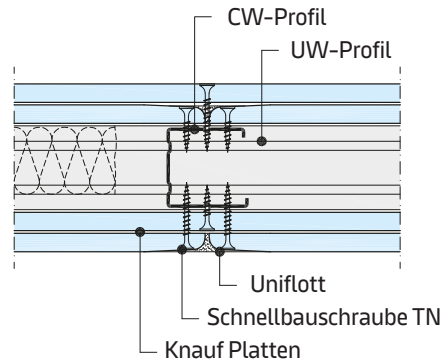 CW-Profil
UW-Profil
Uniflott
Schnellbauschraube TN
Knauf Platten